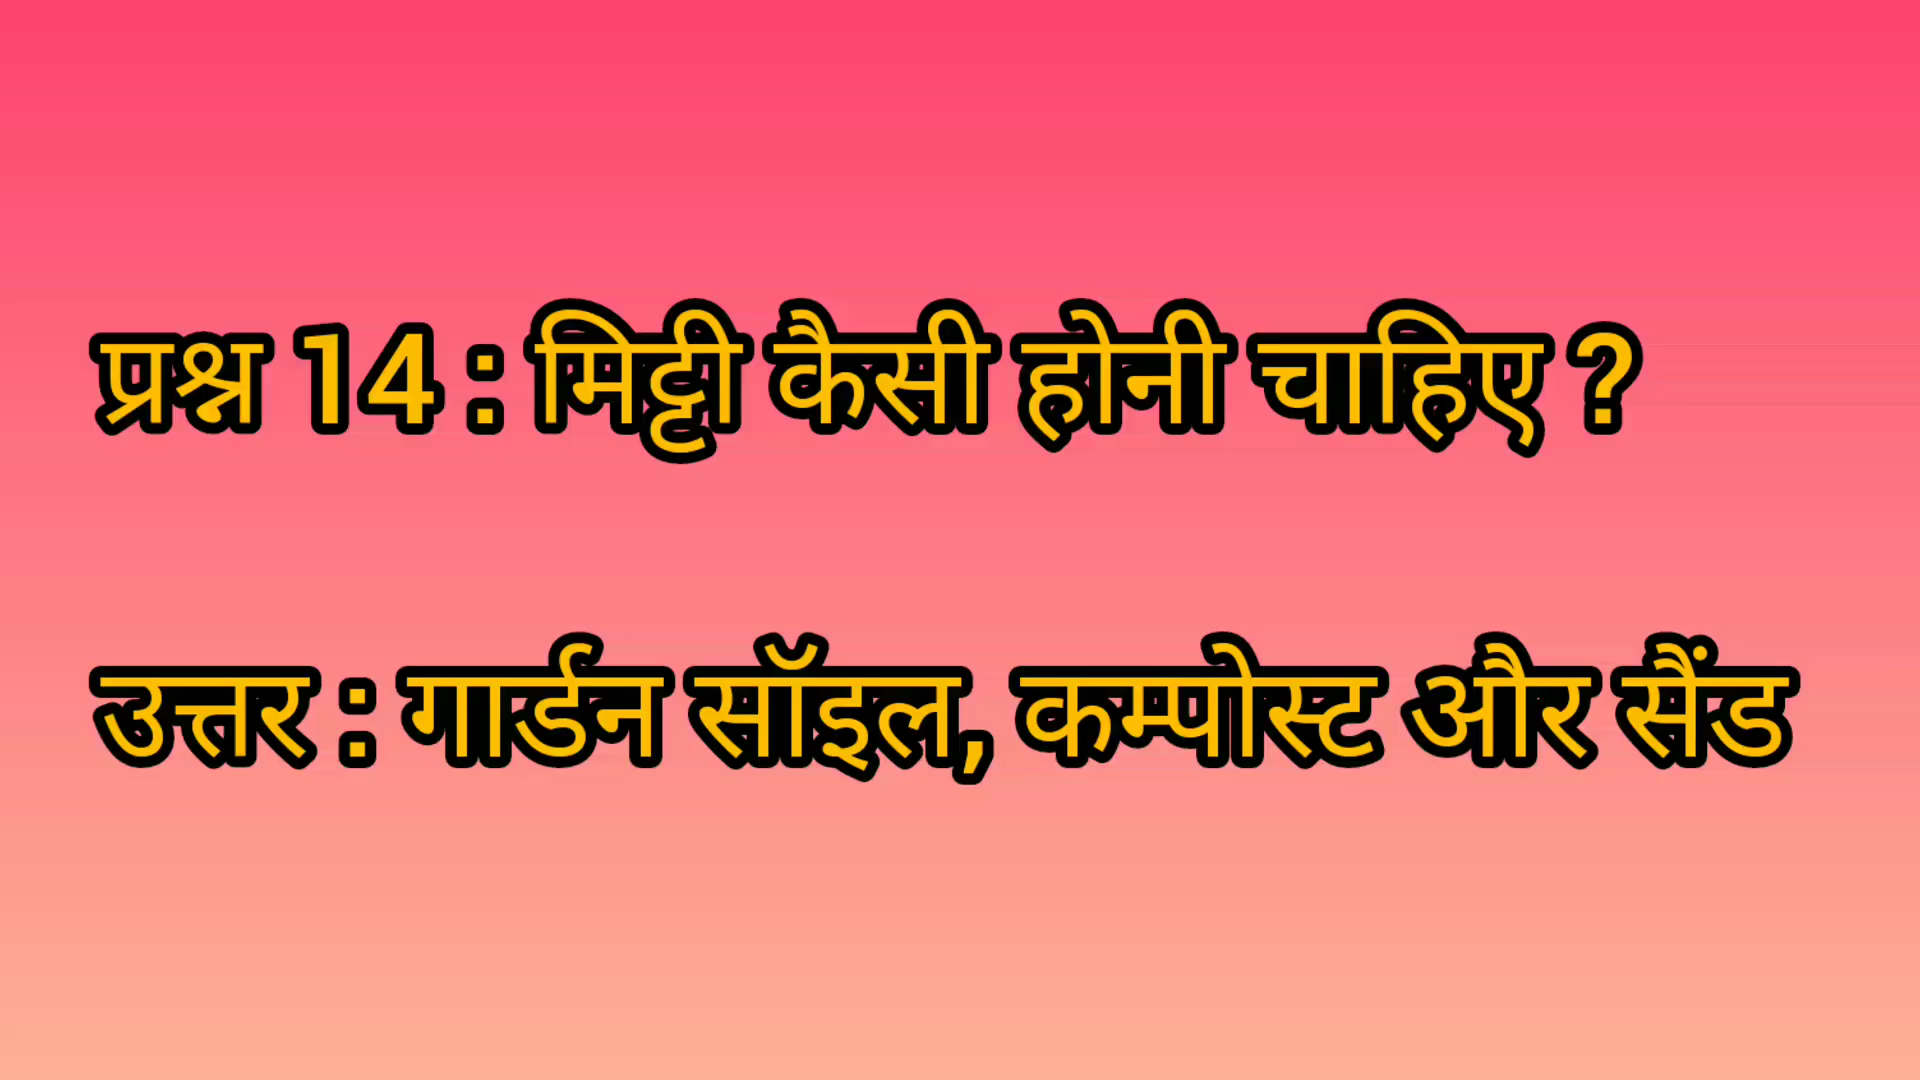 प्रश्न 14 : मिट्टी कैसी होनी चाहिए ?
उत्तर : गार्डन सॉइल, कम्पोस्ट और सैंड